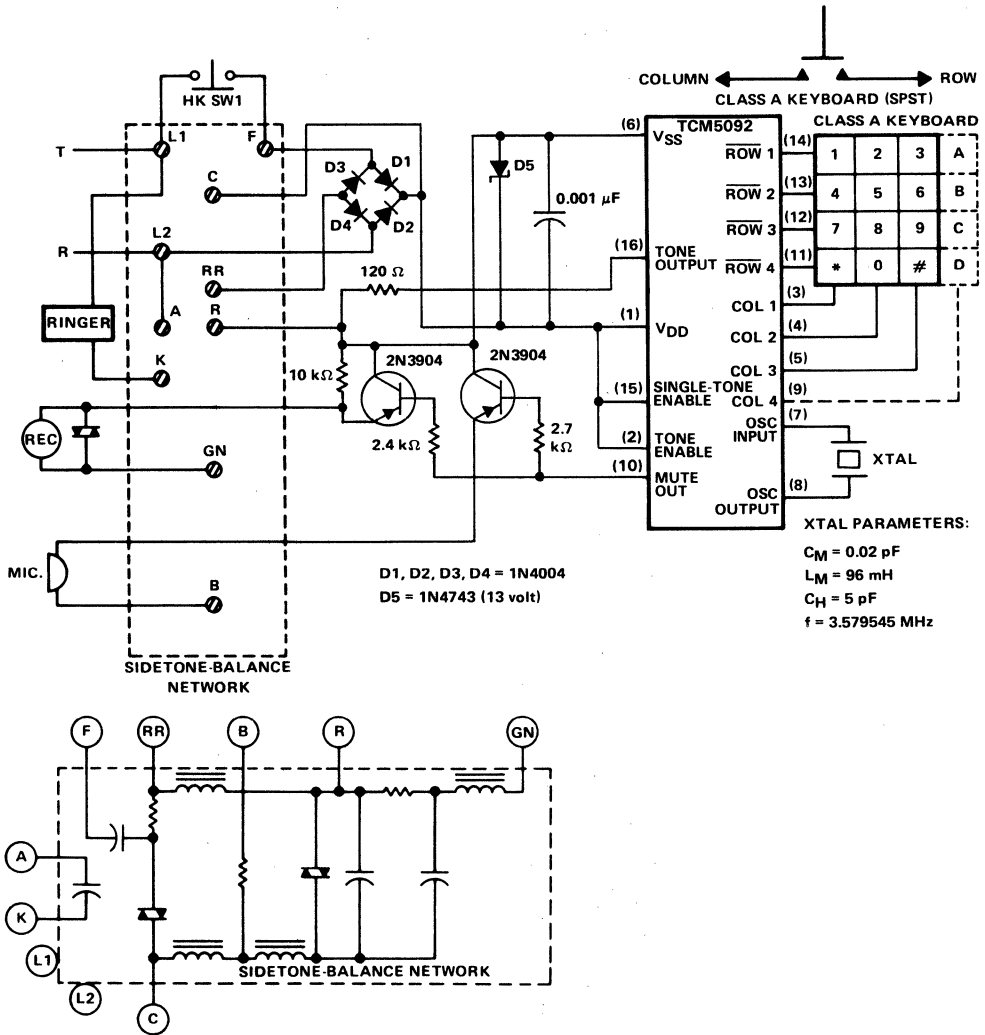 COLUMN
ROW
CLASS A KEYBOARD (SPST)
HK SW1
TCM5092
CLASS A KEYBOARD
L1
F
D3
D1
D4
D2
D5
T
C
R
L2
RR
R
A
K
RINGER
REC
GN
MIC.
B
120 Ω
0.001 μF
10 kΩ
2N3904
2N3904
2.4 kΩ
2.7
kΩ
(6)
VSS
(16)
TONE
OUTPUT
(1)
VDD
(15)
SINGLE-TONE
ENABLE
(2)
TONE
ENABLE
(10)
MUTE
OUT
ROW 1
(14)
ROW 2
(13)
ROW 3
(12)
ROW 4
(11)
COL 1
(3)
COL 2
(4)
COL 3
(5)
COL 4
(9)
OSC
INPUT
(7)
OSC
OUTPUT
(8)
1 2 3 A
4 5 6 B
7 8 9 C
* 0 # D
XTAL
XTAL PARAMETERS:
CM = 0.02 pF
LM = 96 mH
CH = 5 pF
f = 3.579545 MHz
D1, D2, D3, D4 = 1N4004
D5 = 1N4743 (13 volt)
SIDETONE-BALANCE
NETWORK
F
RR
B
R
GN
A
K
L1
L2
C
SIDETONE-BALANCE NETWORK